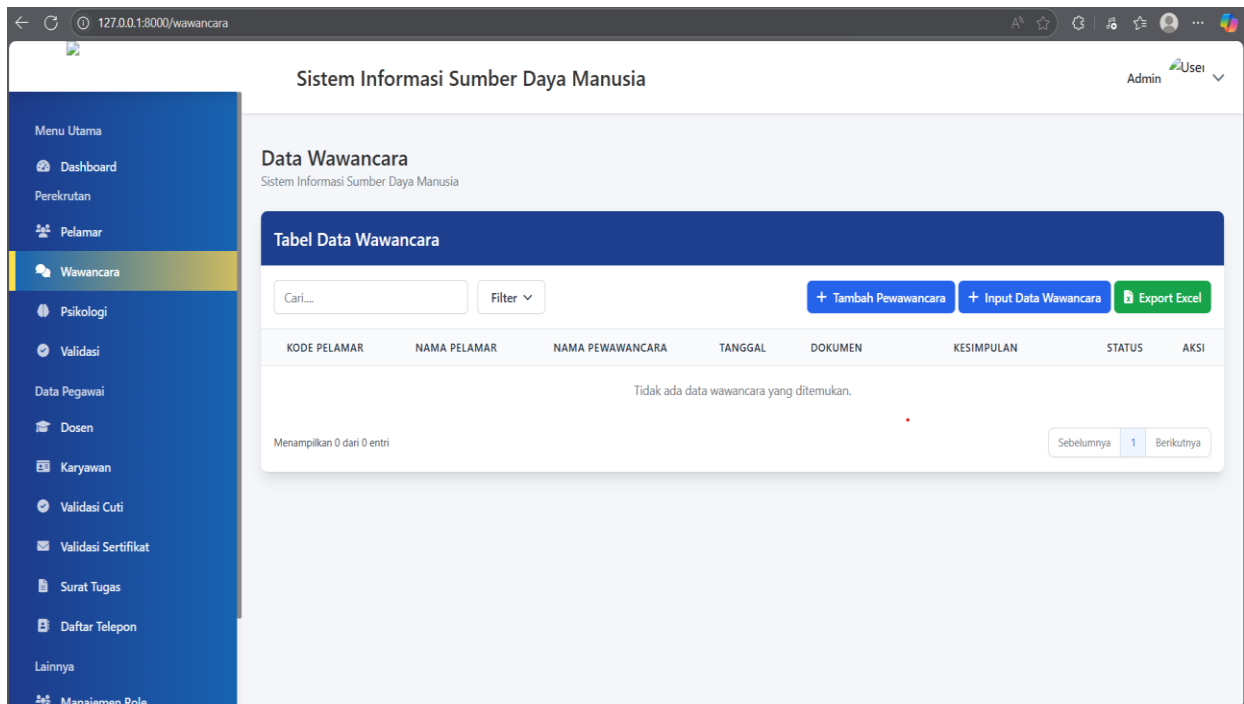 127.0.0.1:8000/wawancara
Sistem Informasi Sumber Daya Manusia
Admin
User
Menu Utama
Dashboard
Perekrutan
Pelamar
Wawancara
Psikologi
Validasi
Data Pegawai
Dosen
Karyawan
Validasi Cuti
Validasi Sertifikat
Surat Tugas
Daftar Telepon
Lainnya
Manajemen Role
Data Wawancara
Sistem Informasi Sumber Daya Manusia
Tabel Data Wawancara
Cari.... Filter + Tambah Pewawancara + Input Data Wawancara Export Excel
KODE PELAMAR NAMA PELAMAR NAMA PEWAWANCARA TANGGAL DOKUMEN KESIMPULAN STATUS AKSI
Tidak ada data wawancara yang ditemukan.
Menampilkan 0 dari 0 entri Sebelumnya 1 Berikutnya